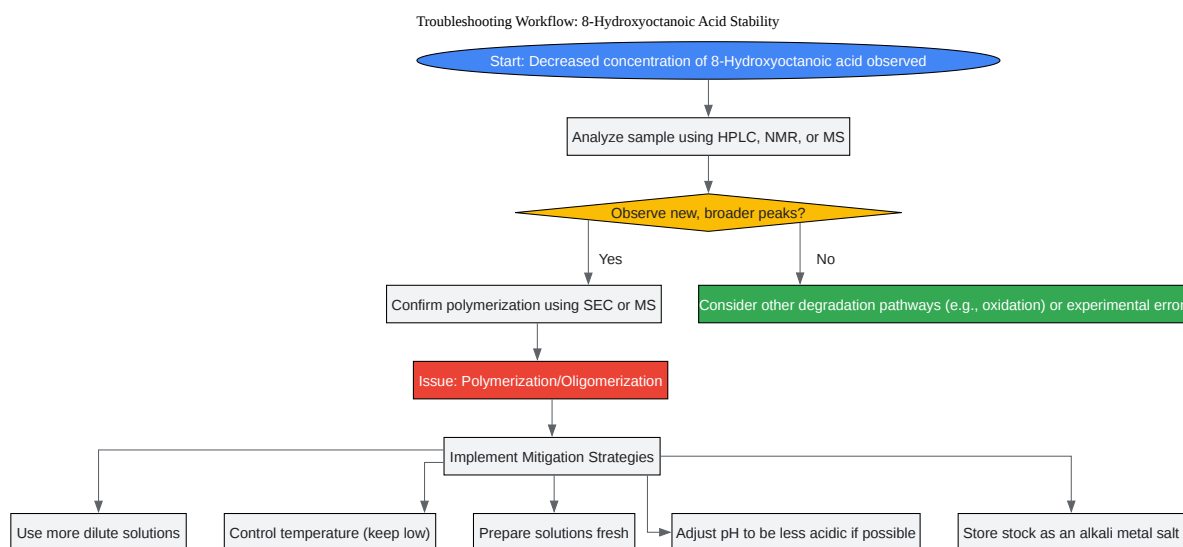 Troubleshooting Workflow: 8-Hydroxyoctanoic Acid Stability
Start: Decreased concentration of 8-Hydroxyoctanoic acid observed
Analyze sample using HPLC, NMR, or MS
Observe new, broader peaks?
Yes
No
Confirm polymerization using SEC or MS
Consider other degradation pathways (e.g., oxidation) or experimental error
Issue: Polymerization/Oligomerization
Implement Mitigation Strategies
Use more dilute solutions
Control temperature (keep low)
Prepare solutions fresh
Adjust pH to be less acidic if possible
Store stock as an alkali metal salt